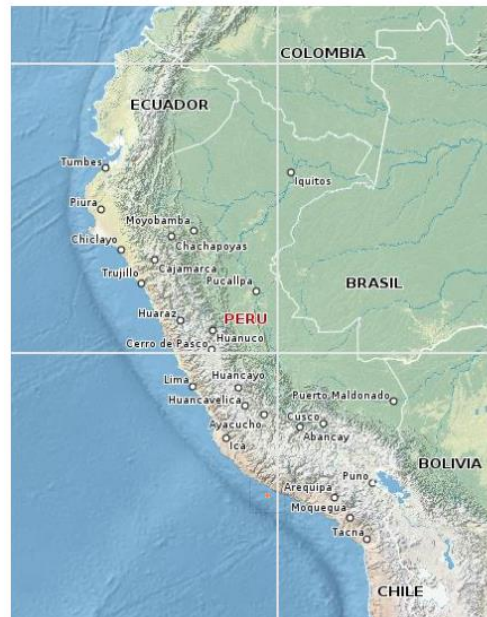 COLOMBIA
ECUADOR
Tumbes
Iquitos
Piura
Moyobamba
Chachapoyas
Chiclayo
Cajamarca
Trujillo
Pucallpa
BRASIL
Huaraz
PERU
Huanuco
Cerro de Pasco
Huancayo
Lima
Huancavelica
Puerto Maldonado
Cusco
Ayacucho
Abancay
Ica
BOLIVIA
Puno
Arequipa
Moquegua
Tacna
CHILE